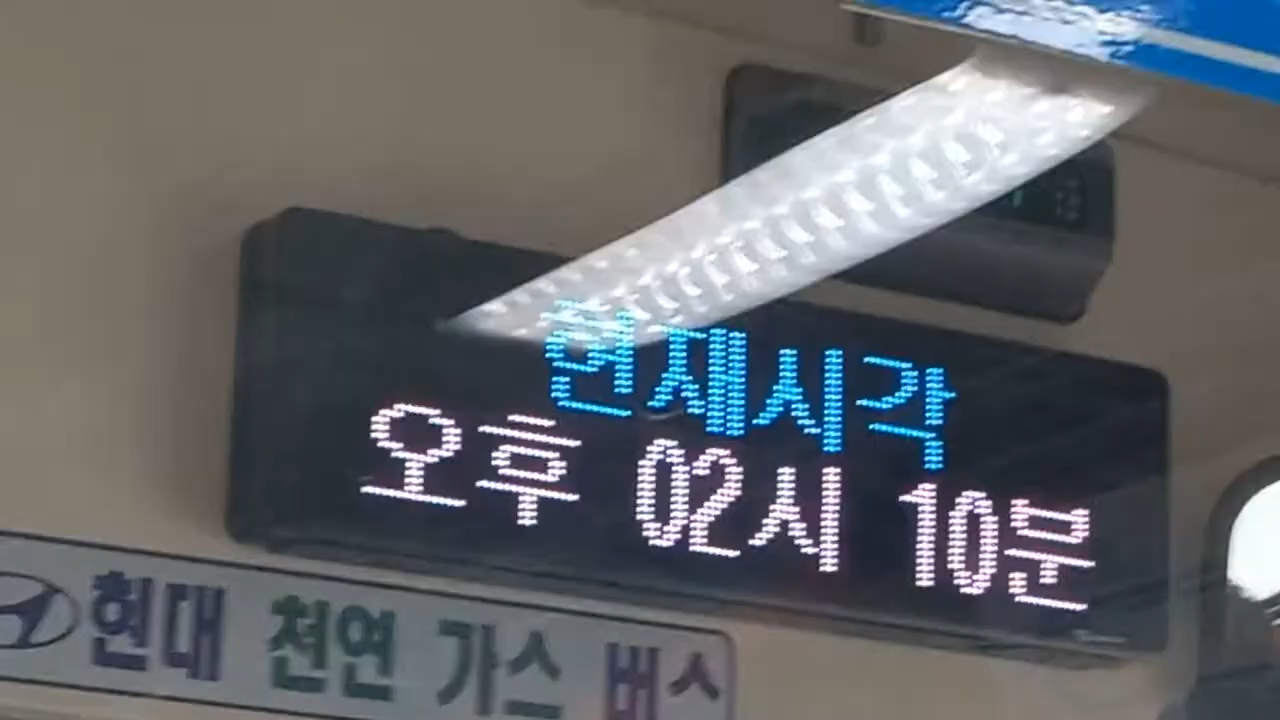 현재시각
오후 02시 10분
현대 천연 가스 버스